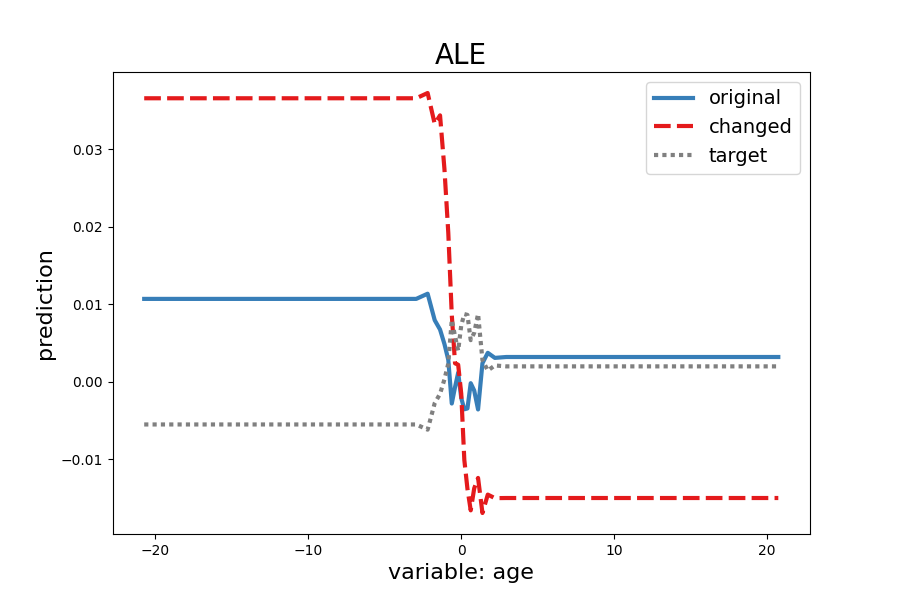 ALE
original
changed
target
prediction
0.03
0.02
0.01
0.00
−0.01
−20
−10
0
10
20
variable: age